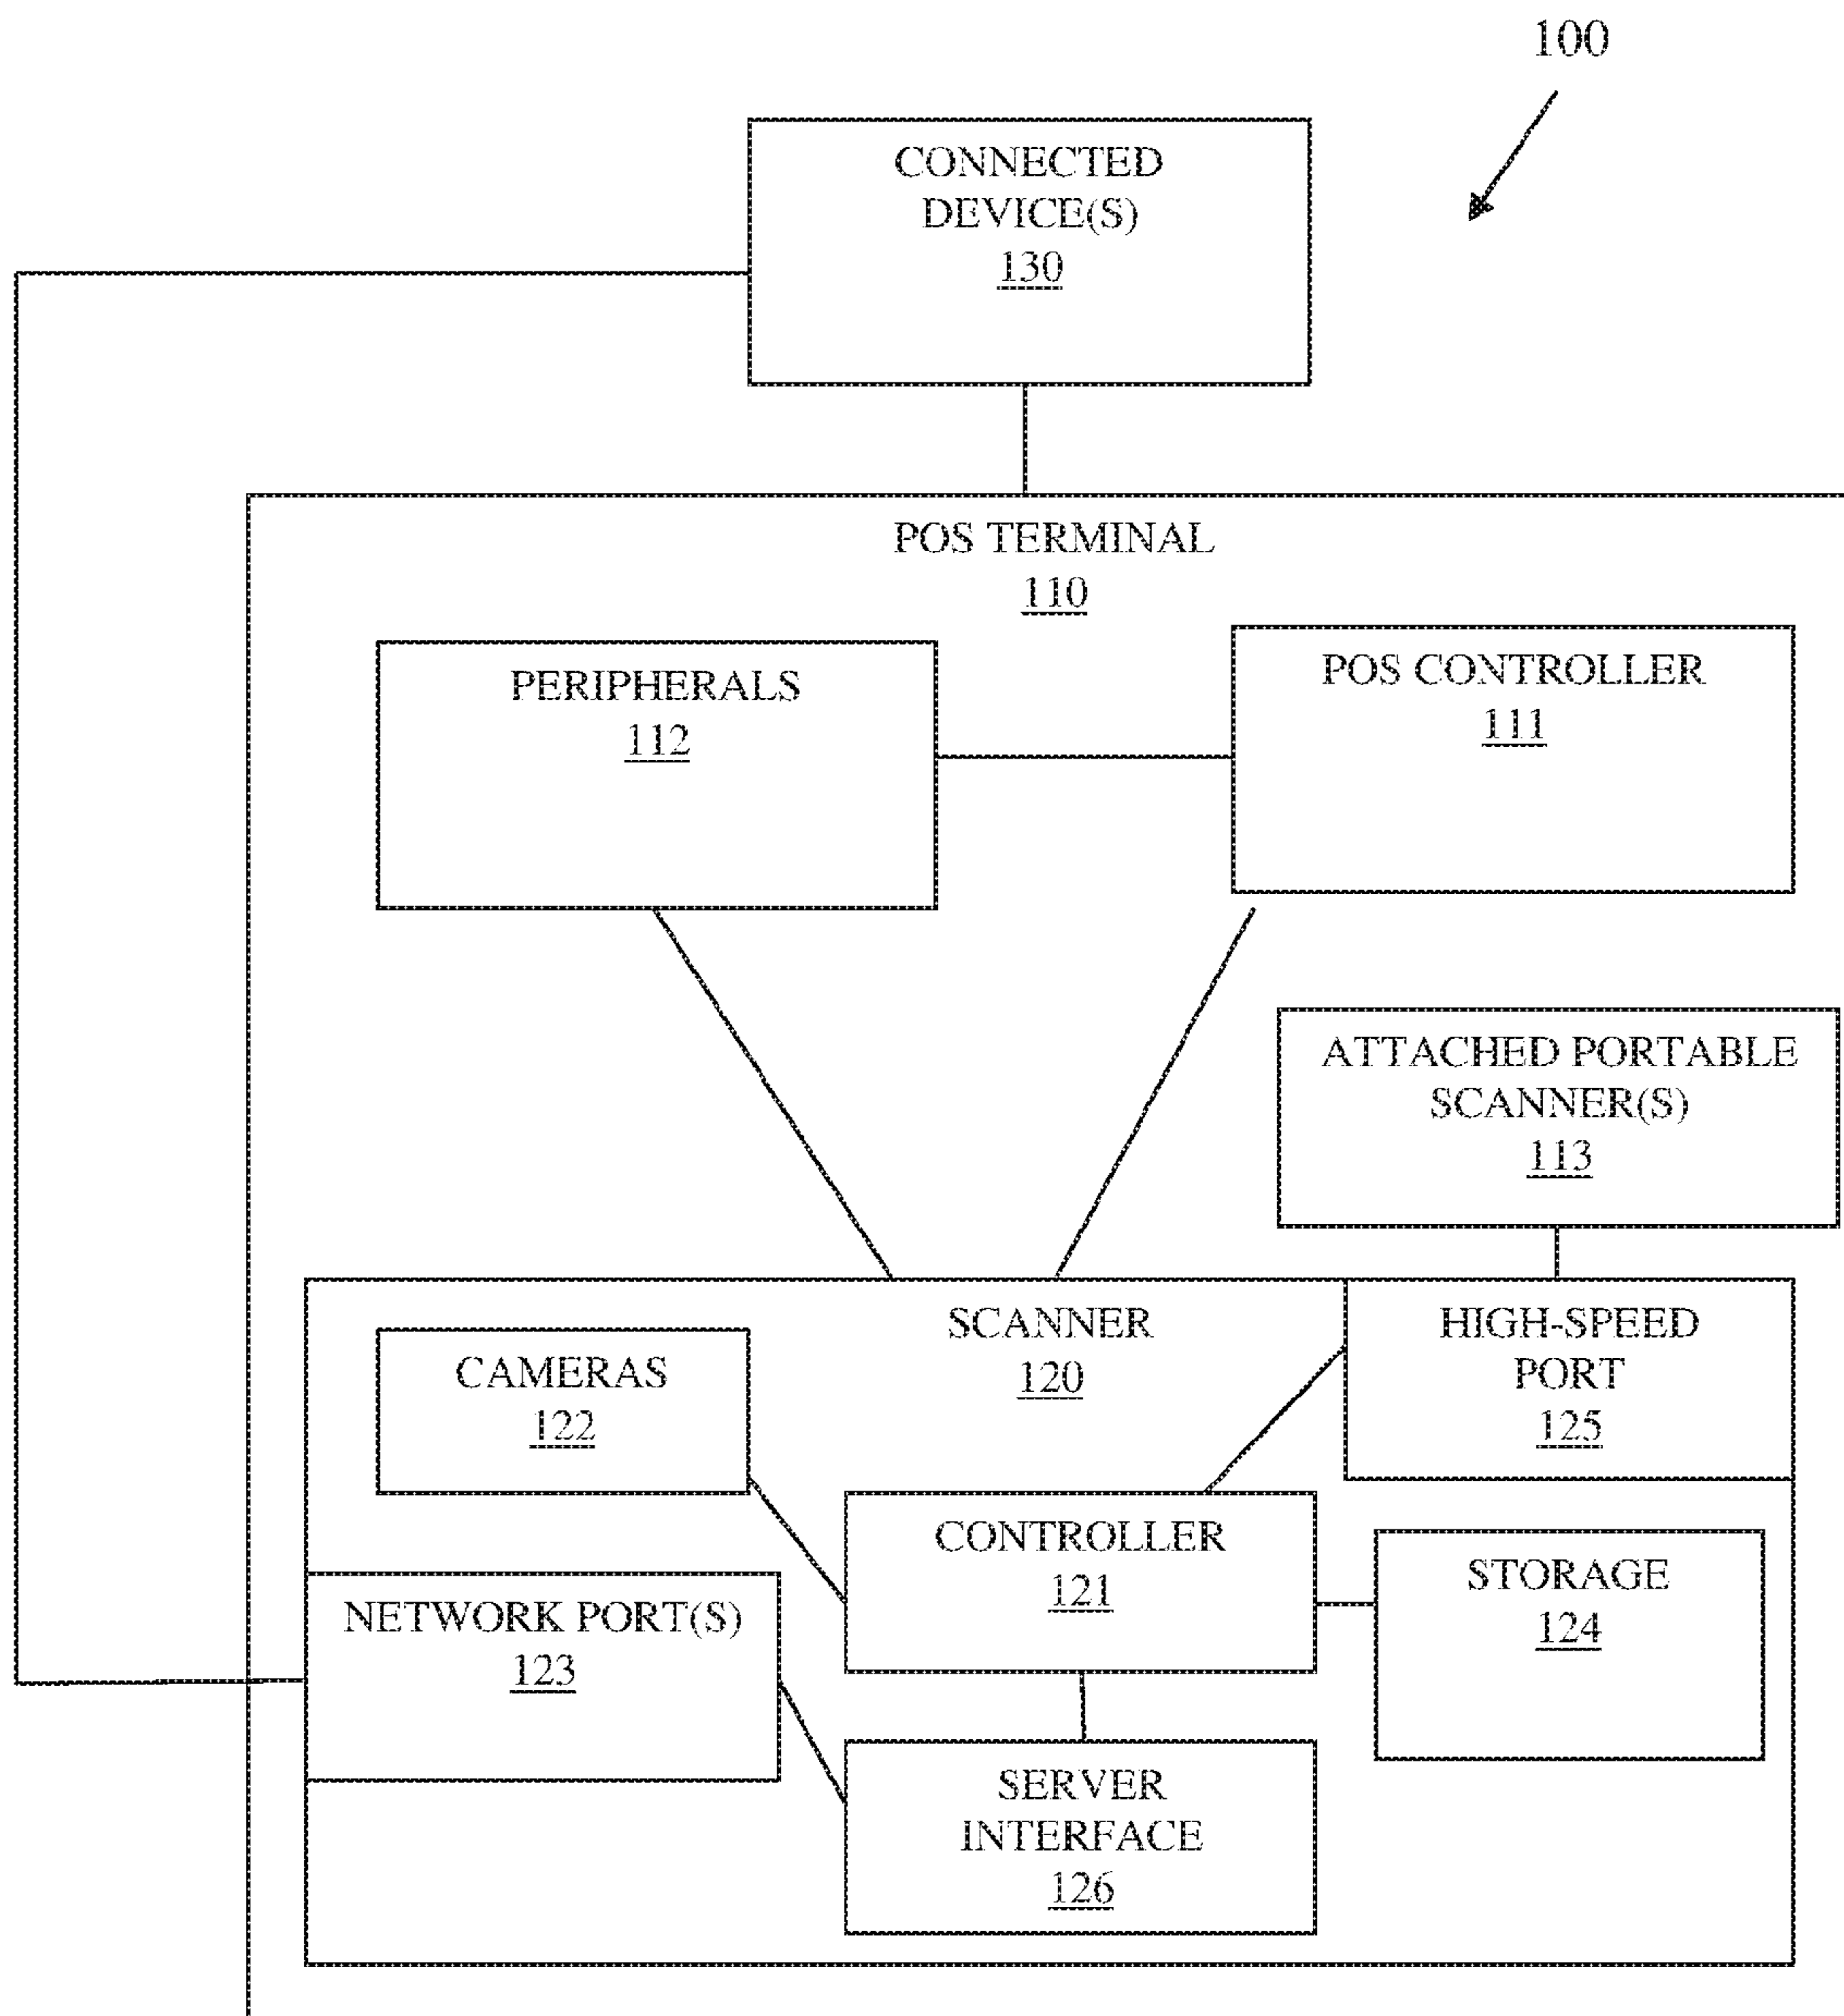 100
CONNECTED
DEVICE(S)
130
POS TERMINAL
110
PERIPHERALS
112
POS CONTROLLER
111
ATTACHED PORTABLE
SCANNER(S)
113
SCANNER
120
HIGH-SPEED
PORT
125
CAMERAS
122
CONTROLLER
121
STORAGE
124
NETWORK PORT(S)
123
SERVER
INTERFACE
126